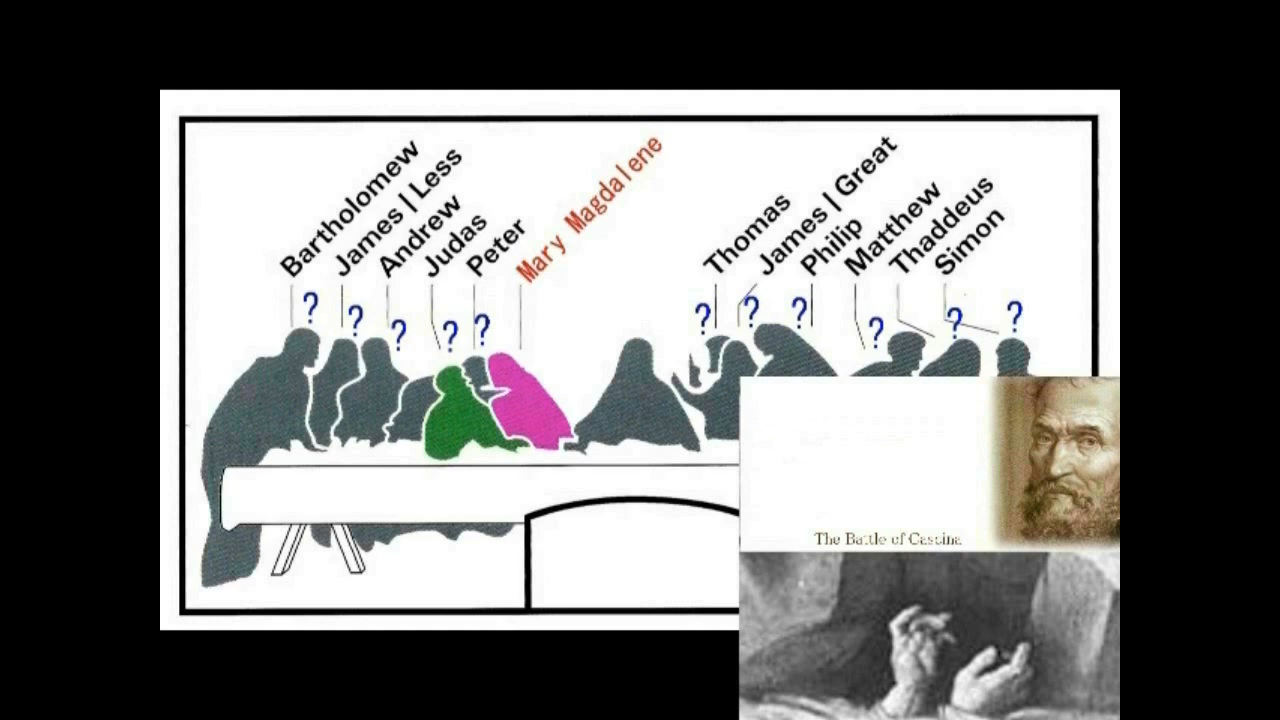 Bartholomew
James | Less
Andrew
Judas
Peter
Mary Magdalene
Thomas
James | Great
Philip
Matthew
Thaddeus
Simon
? ? ? ? ? ? ? ? ? ? ?
The Battle of Cascina